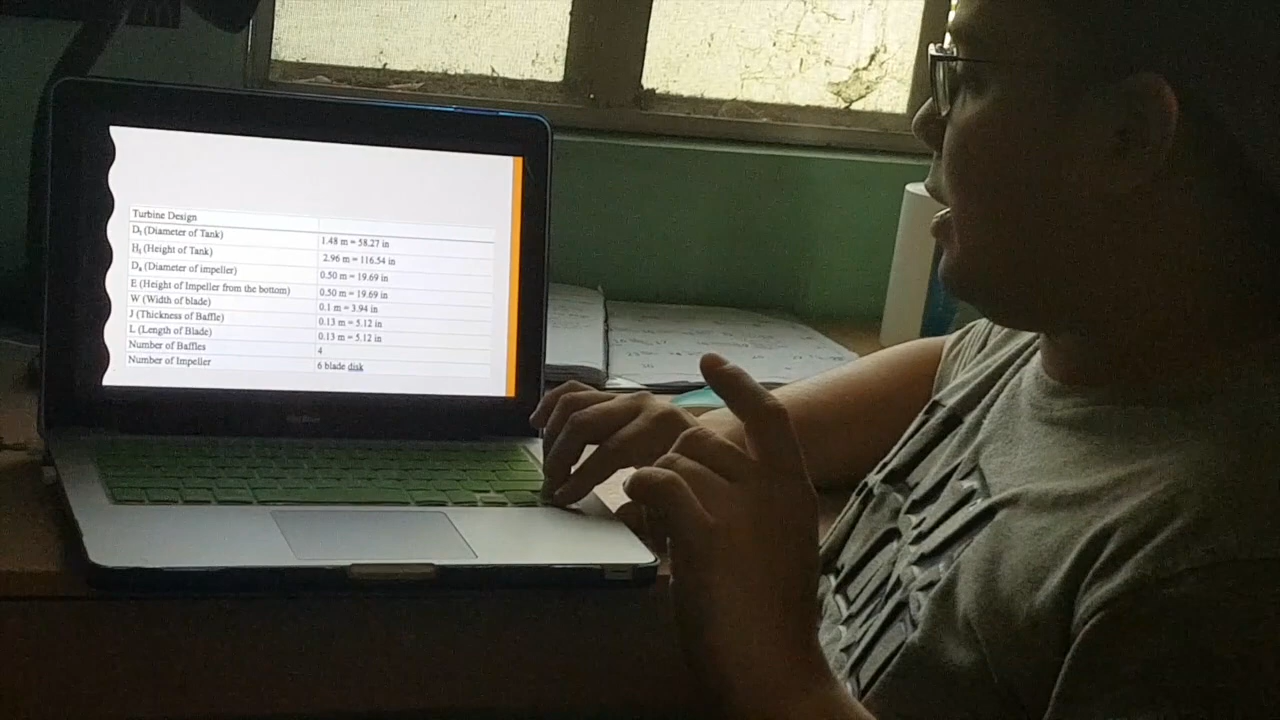 Turbine Design
Dt (Diameter of Tank) 1.48 m = 58.27 in
Ht (Height of Tank) 2.96 m = 116.54 in
Da (Diameter of impeller) 0.50 m = 19.69 in
E (Height of Impeller from the bottom) 0.50 m = 19.69 in
W (Width of blade) 0.1 m = 3.94 in
J (Thickness of Baffle) 0.13 m = 5.12 in
L (Length of Blade) 0.13 m = 5.12 in
Number of Baffles 4
Number of Impeller 6 blade disk
MacBook